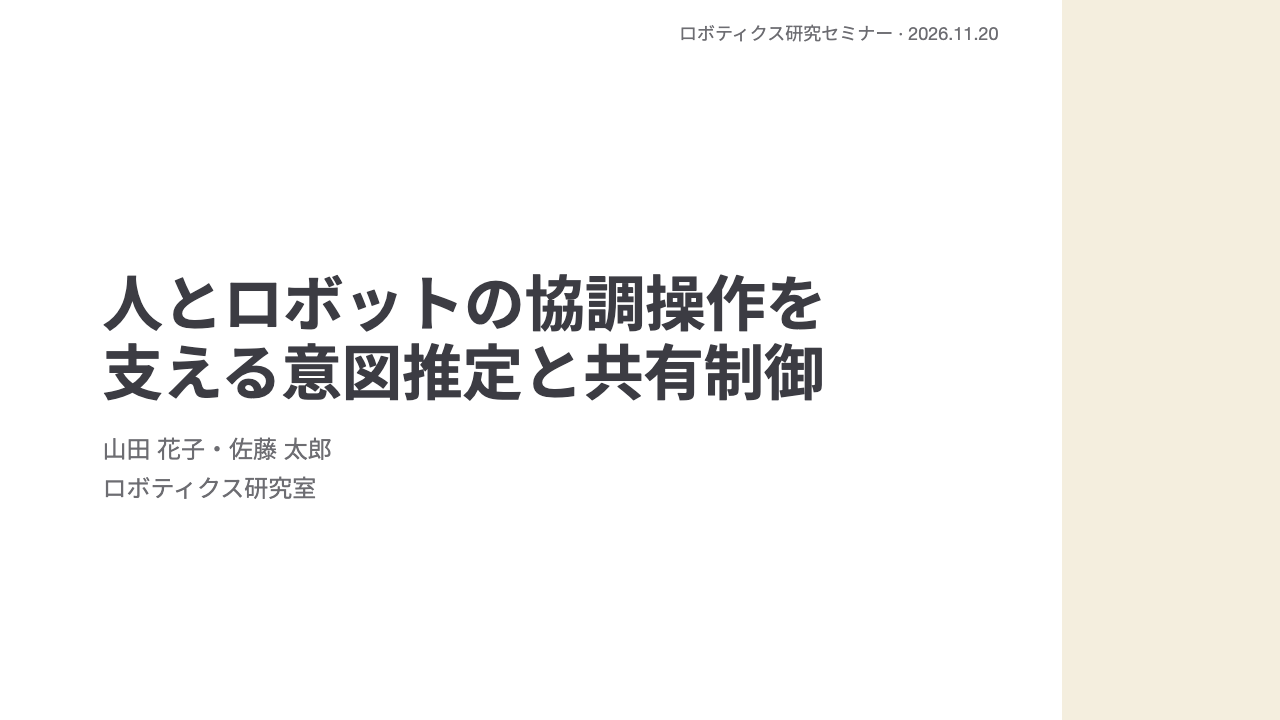 ロボティクス研究セミナー · 2026.11.20
人とロボットの協調操作を
支える意図推定と共有制御
山田 花子・佐藤 太郎
ロボティクス研究室